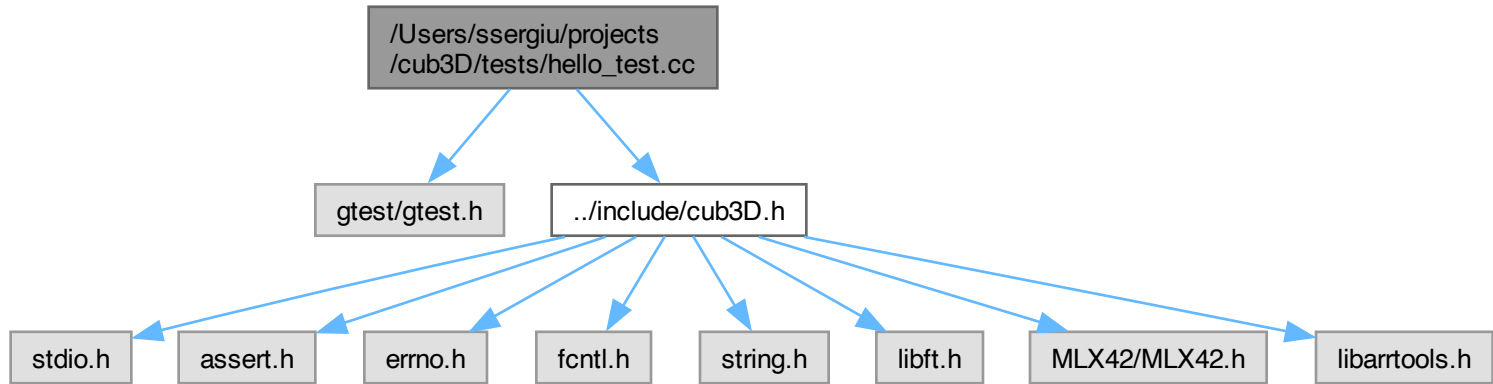 /Users/ssergiu/projects
/cub3D/tests/hello_test.cc
gtest/gtest.h
../include/cub3D.h
stdio.h
assert.h
errno.h
fcntl.h
string.h
libft.h
MLX42/MLX42.h
libarrtools.h